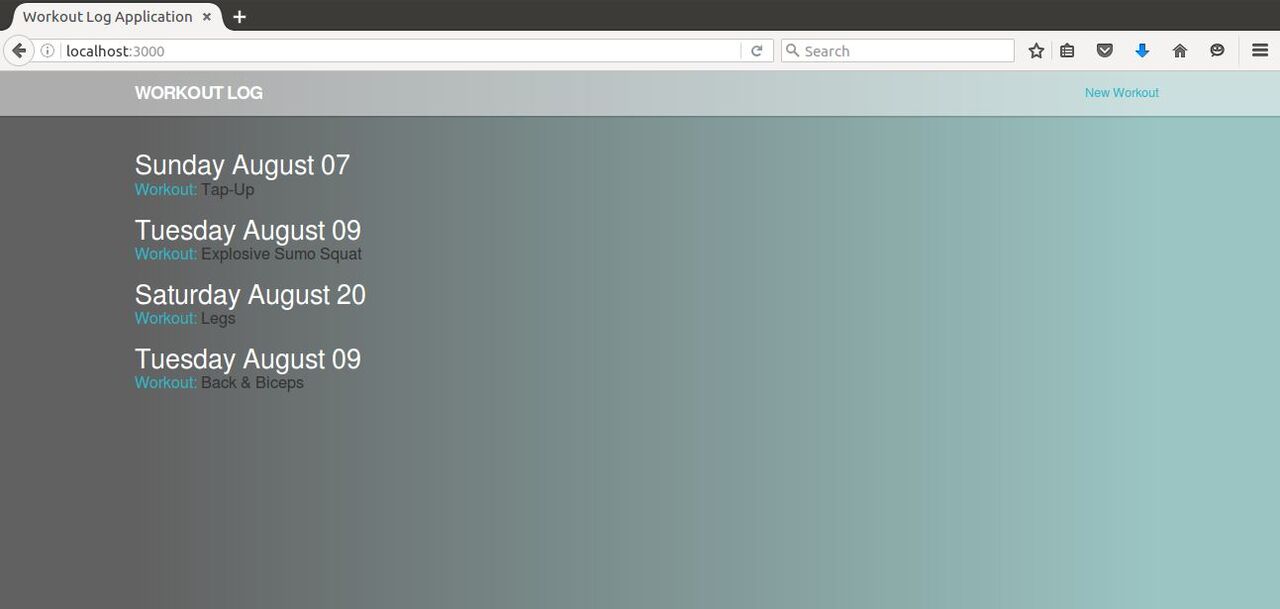 Workout Log Application
localhost:3000
Search
WORKOUT LOG
New Workout
Sunday August 07
Workout: Tap-Up
Tuesday August 09
Workout: Explosive Sumo Squat
Saturday August 20
Workout: Legs
Tuesday August 09
Workout: Back & Biceps